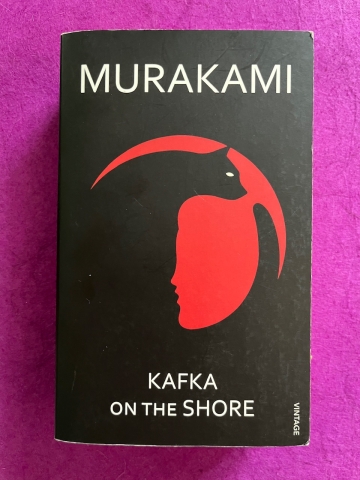 MURAKAMI
KAFKA
ON THE SHORE
VINTAGE